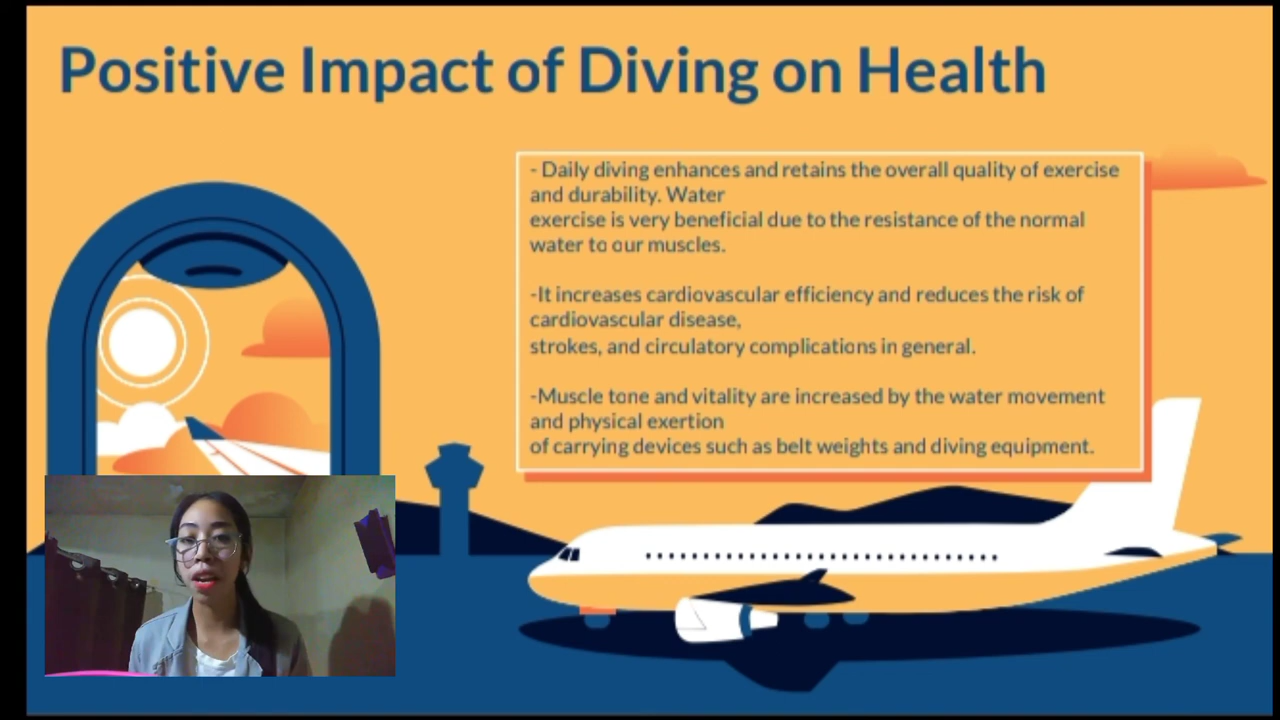 Positive Impact of Diving on Health
- Daily diving enhances and retains the overall quality of exercise
and durability. Water
exercise is very beneficial due to the resistance of the normal
water to our muscles.
-It increases cardiovascular efficiency and reduces the risk of
cardiovascular disease,
strokes, and circulatory complications in general.
-Muscle tone and vitality are increased by the water movement
and physical exertion
of carrying devices such as belt weights and diving equipment.